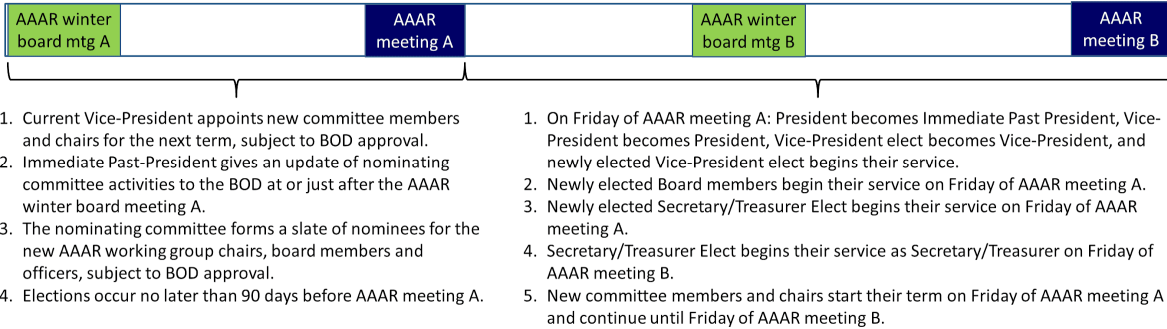 AAAR winter
board mtg A
AAAR
meeting A
AAAR winter
board mtg B
AAAR
meeting B
1. Current Vice-President appoints new committee members
and chairs for the next term, subject to BOD approval.
2. Immediate Past-President gives an update of nominating
committee activities to the BOD at or just after the AAAR
winter board meeting A.
3. The nominating committee forms a slate of nominees for the
new AAAR working group chairs, board members and
officers, subject to BOD approval.
4. Elections occur no later than 90 days before AAAR meeting A.
1. On Friday of AAAR meeting A: President becomes Immediate Past President, Vice-
President becomes President, Vice-President elect becomes Vice-President, and
newly elected Vice-President elect begins their service.
2. Newly elected Board members begin their service on Friday of AAAR meeting A.
3. Newly elected Secretary/Treasurer Elect begins their service on Friday of AAAR
meeting A.
4. Secretary/Treasurer Elect begins their service as Secretary/Treasurer on Friday of
AAAR meeting B.
5. New committee members and chairs start their term on Friday of AAAR meeting A
and continue until Friday of AAAR meeting B.